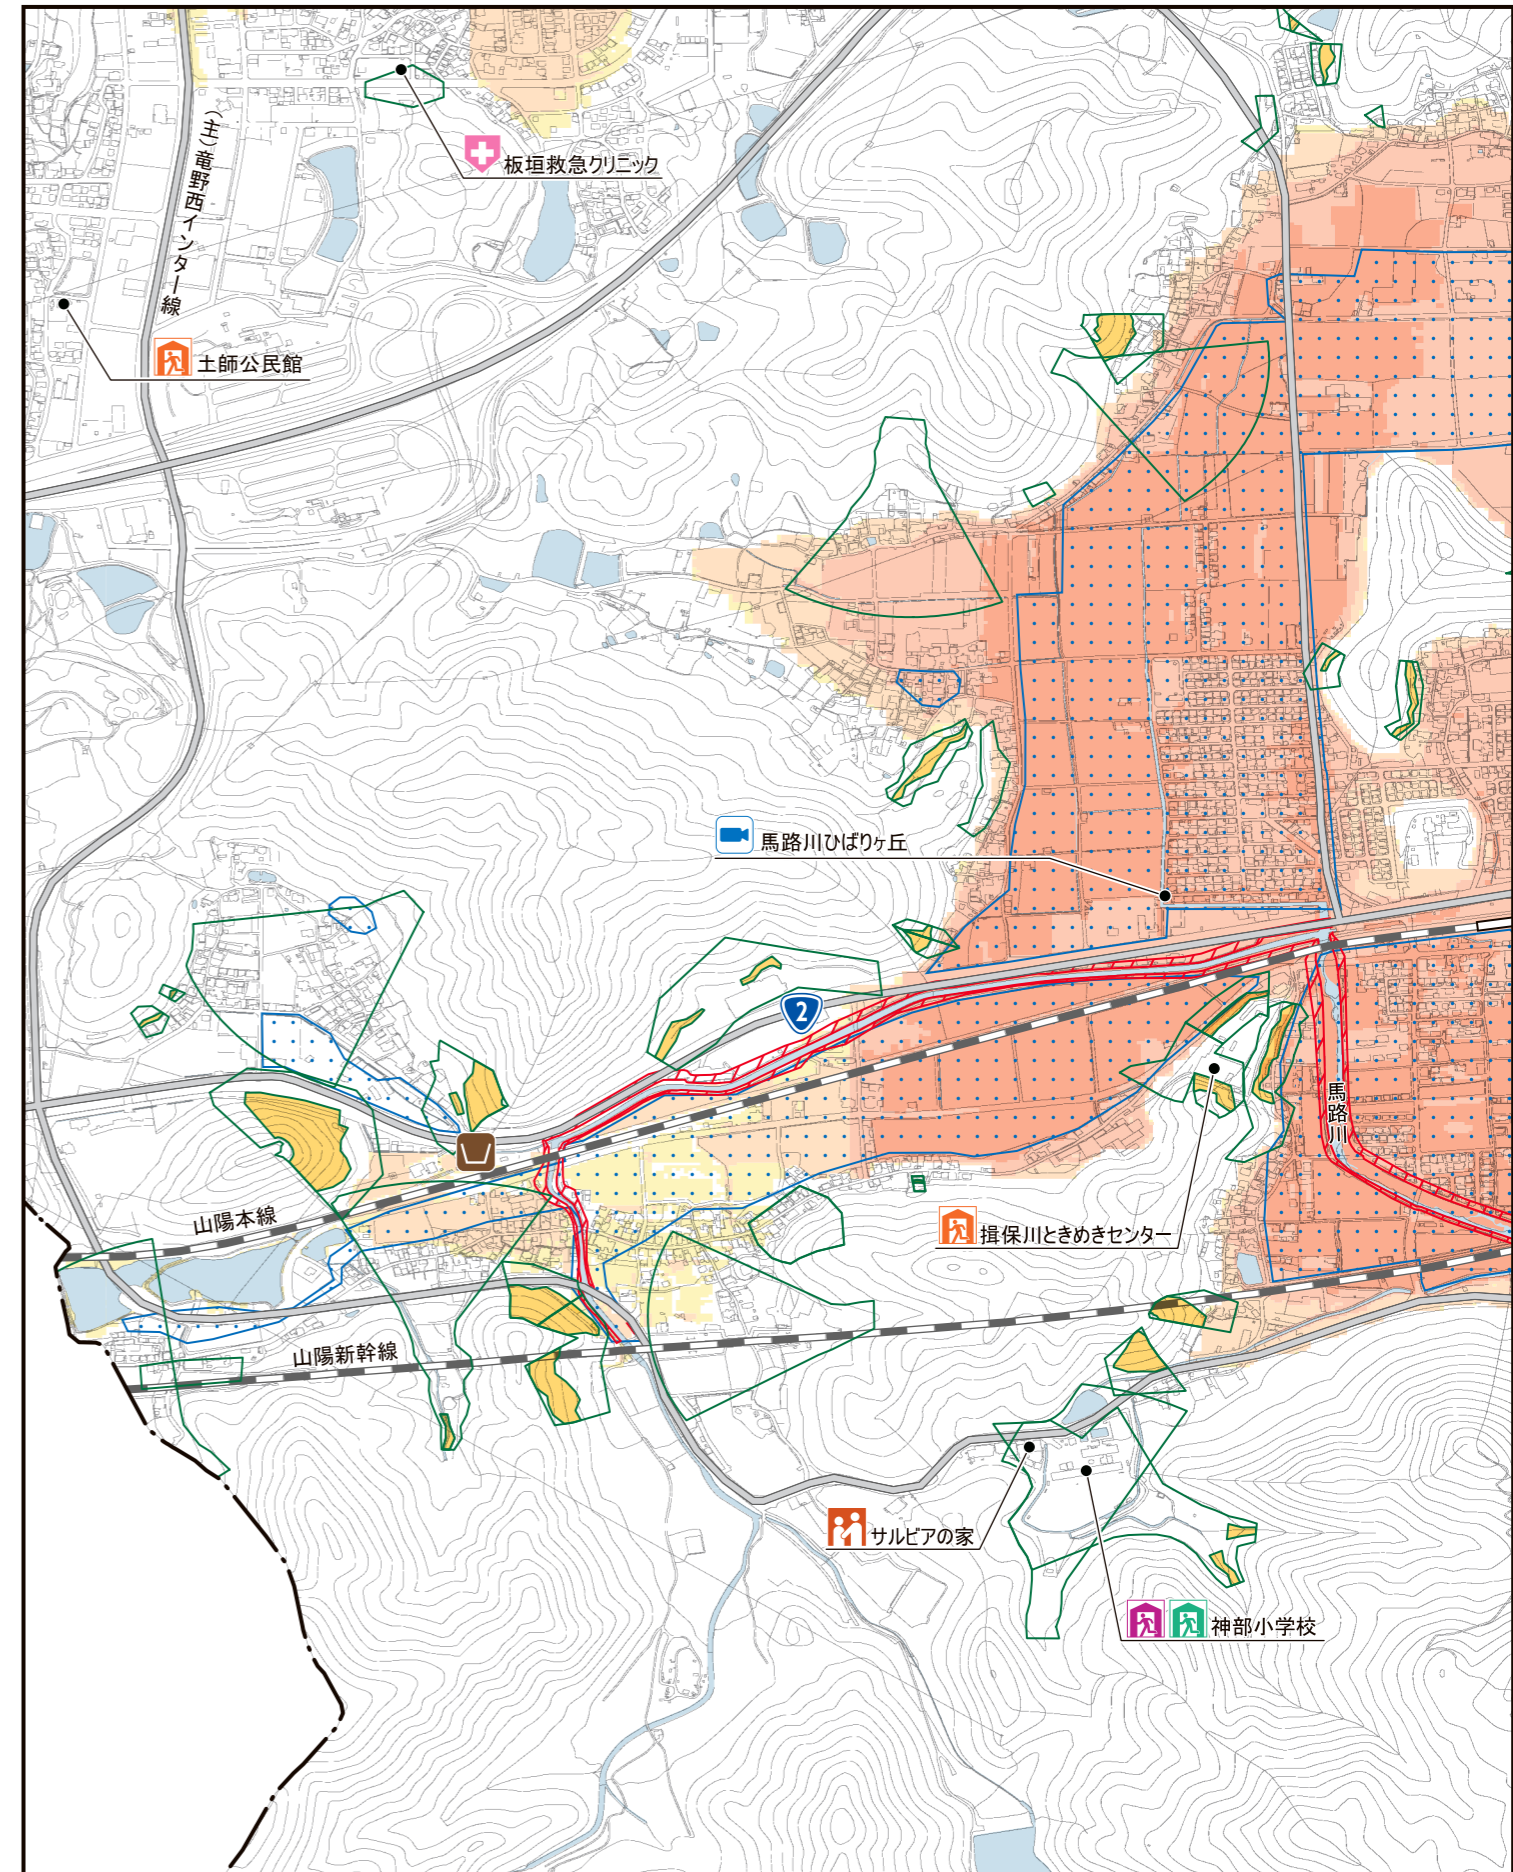 板垣救急クリニック
(主)竜野西インター線
土師公民館
馬路川ひばりヶ丘
2
馬路川
山陽本線
揖保川ときめきセンター
山陽新幹線
サルビアの家
神部小学校